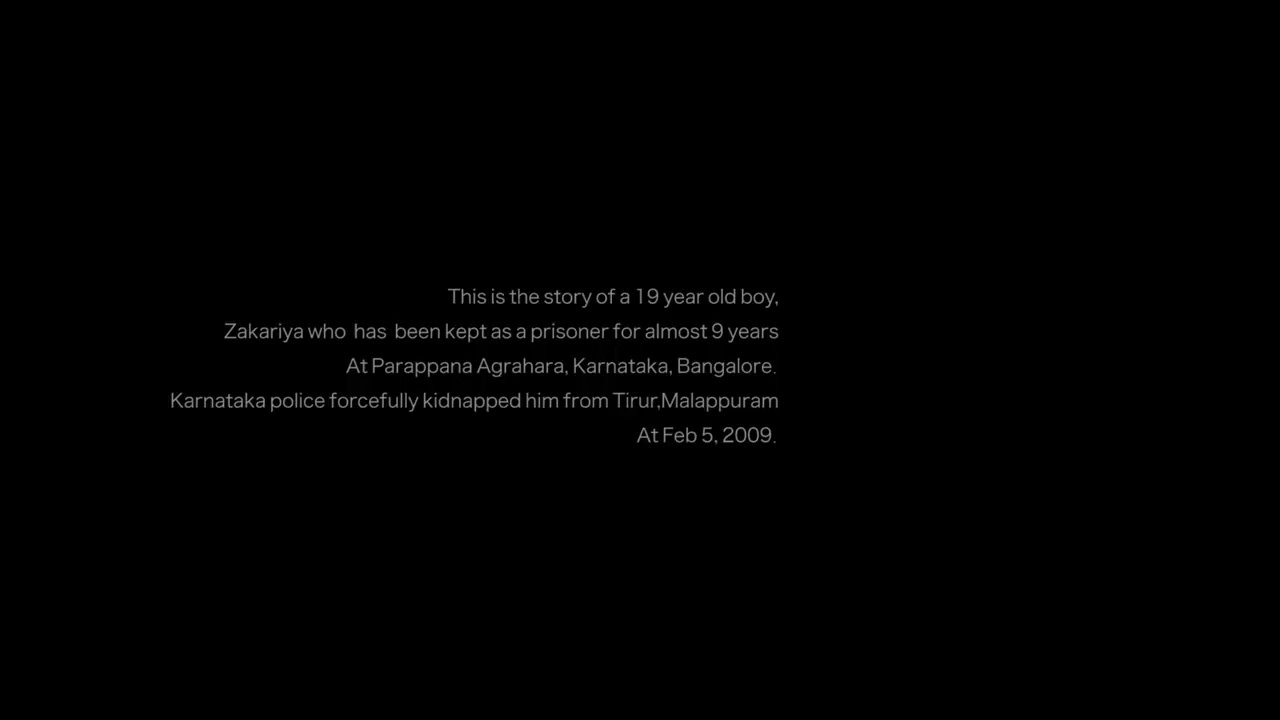 This is the story of a 19 year old boy,
Zakariya who has been kept as a prisoner for almost 9 years
At Parappana Agrahara, Karnataka, Bangalore.
Karnataka police forcefully kidnapped him from Tirur,Malappuram
At Feb 5, 2009.